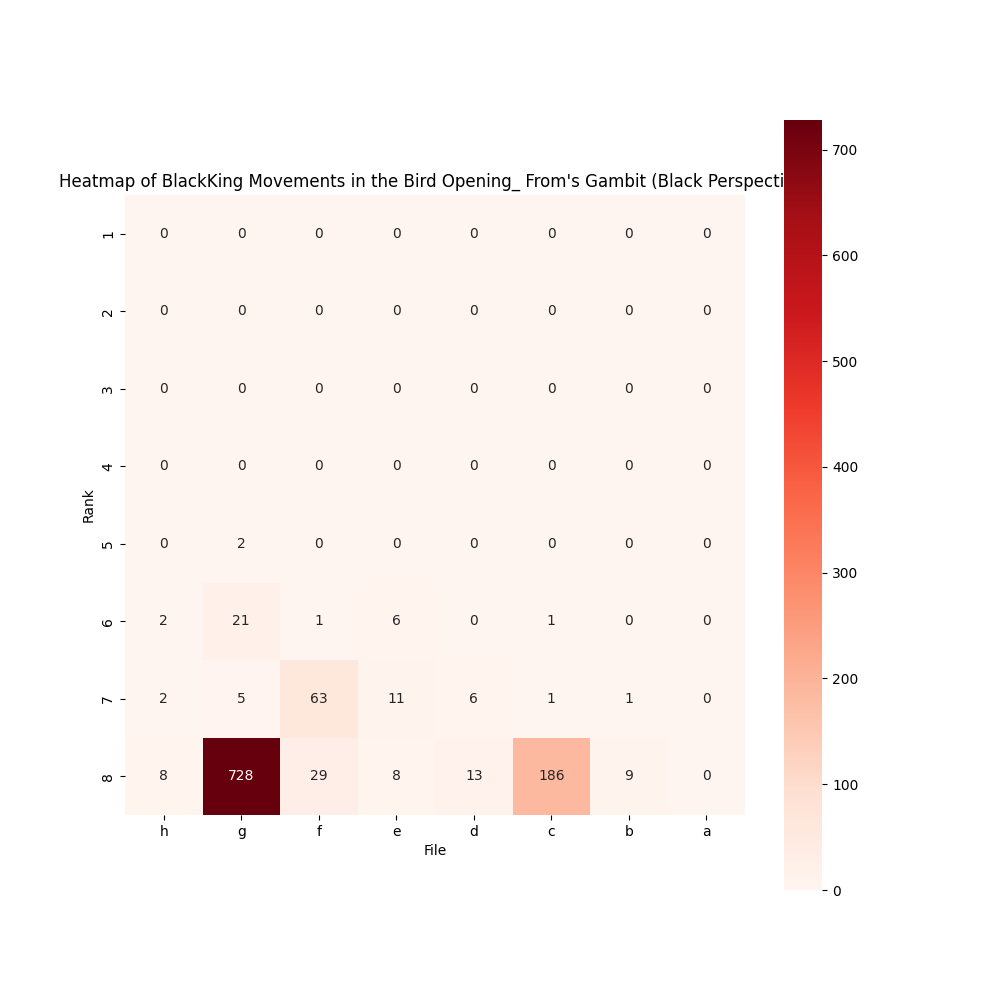 Heatmap of BlackKing Movements in the Bird Opening_ From's Gambit (Black Perspecti
700
600
500
400
300
200
100
0
1 0 0 0 0 0 0 0 0
2 0 0 0 0 0 0 0 0
3 0 0 0 0 0 0 0 0
4 0 0 0 0 0 0 0 0
Rank
5 0 2 0 0 0 0 0 0
6 2 21 1 6 0 1 0 0
7 2 5 63 11 6 1 1 0
8 8 728 29 8 13 186 9 0
h g f e d c b a
File